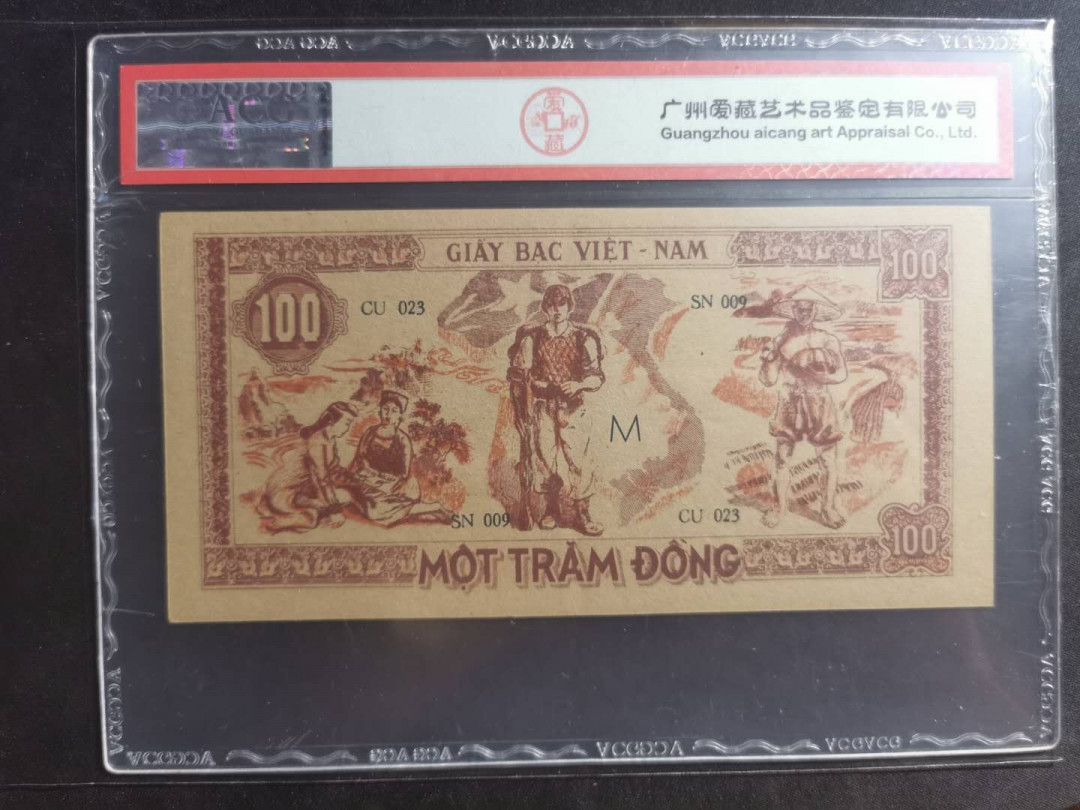 ACG
爱藏
广州爱藏艺术品鉴定有限公司
Guangzhou aicang art Appraisal Co., Ltd.
GIẤY BẠC VIỆT - NAM
100
100
CU 023
SN 009
M
SN 009
CU 023
100
MỘT TRĂM ĐỒNG